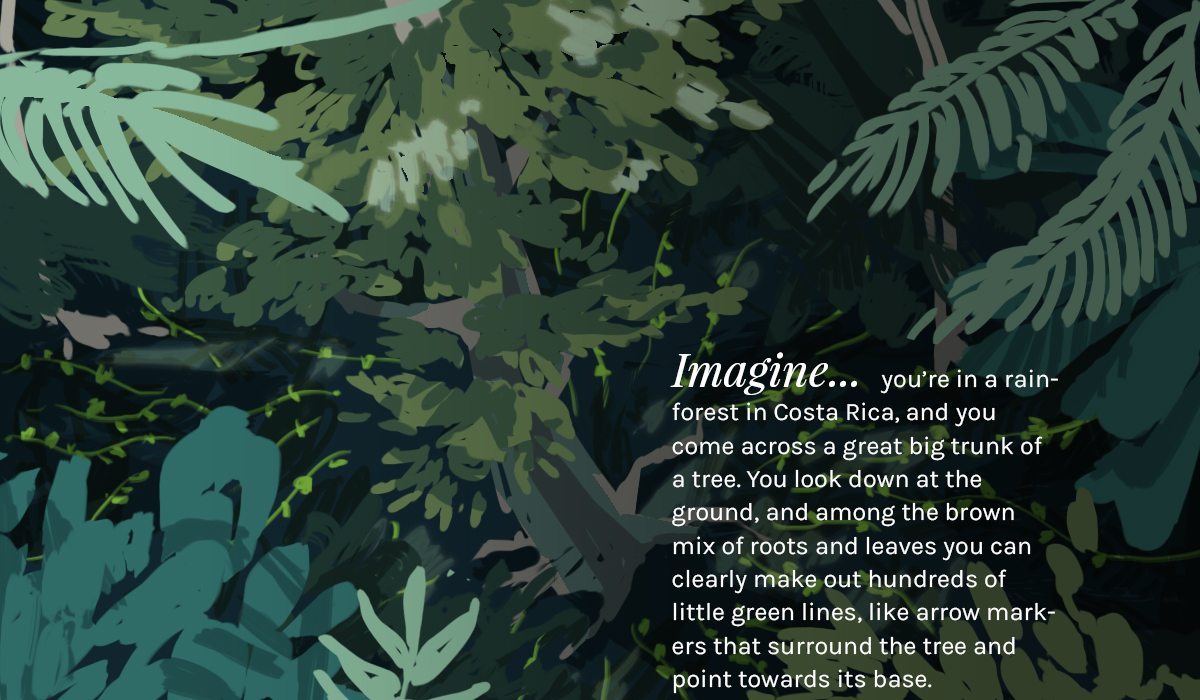 Imagine... you’re in a rain-
forest in Costa Rica, and you
come across a great big trunk of
a tree. You look down at the
ground, and among the brown
mix of roots and leaves you can
clearly make out hundreds of
little green lines, like arrow mark-
ers that surround the tree and
point towards its base.